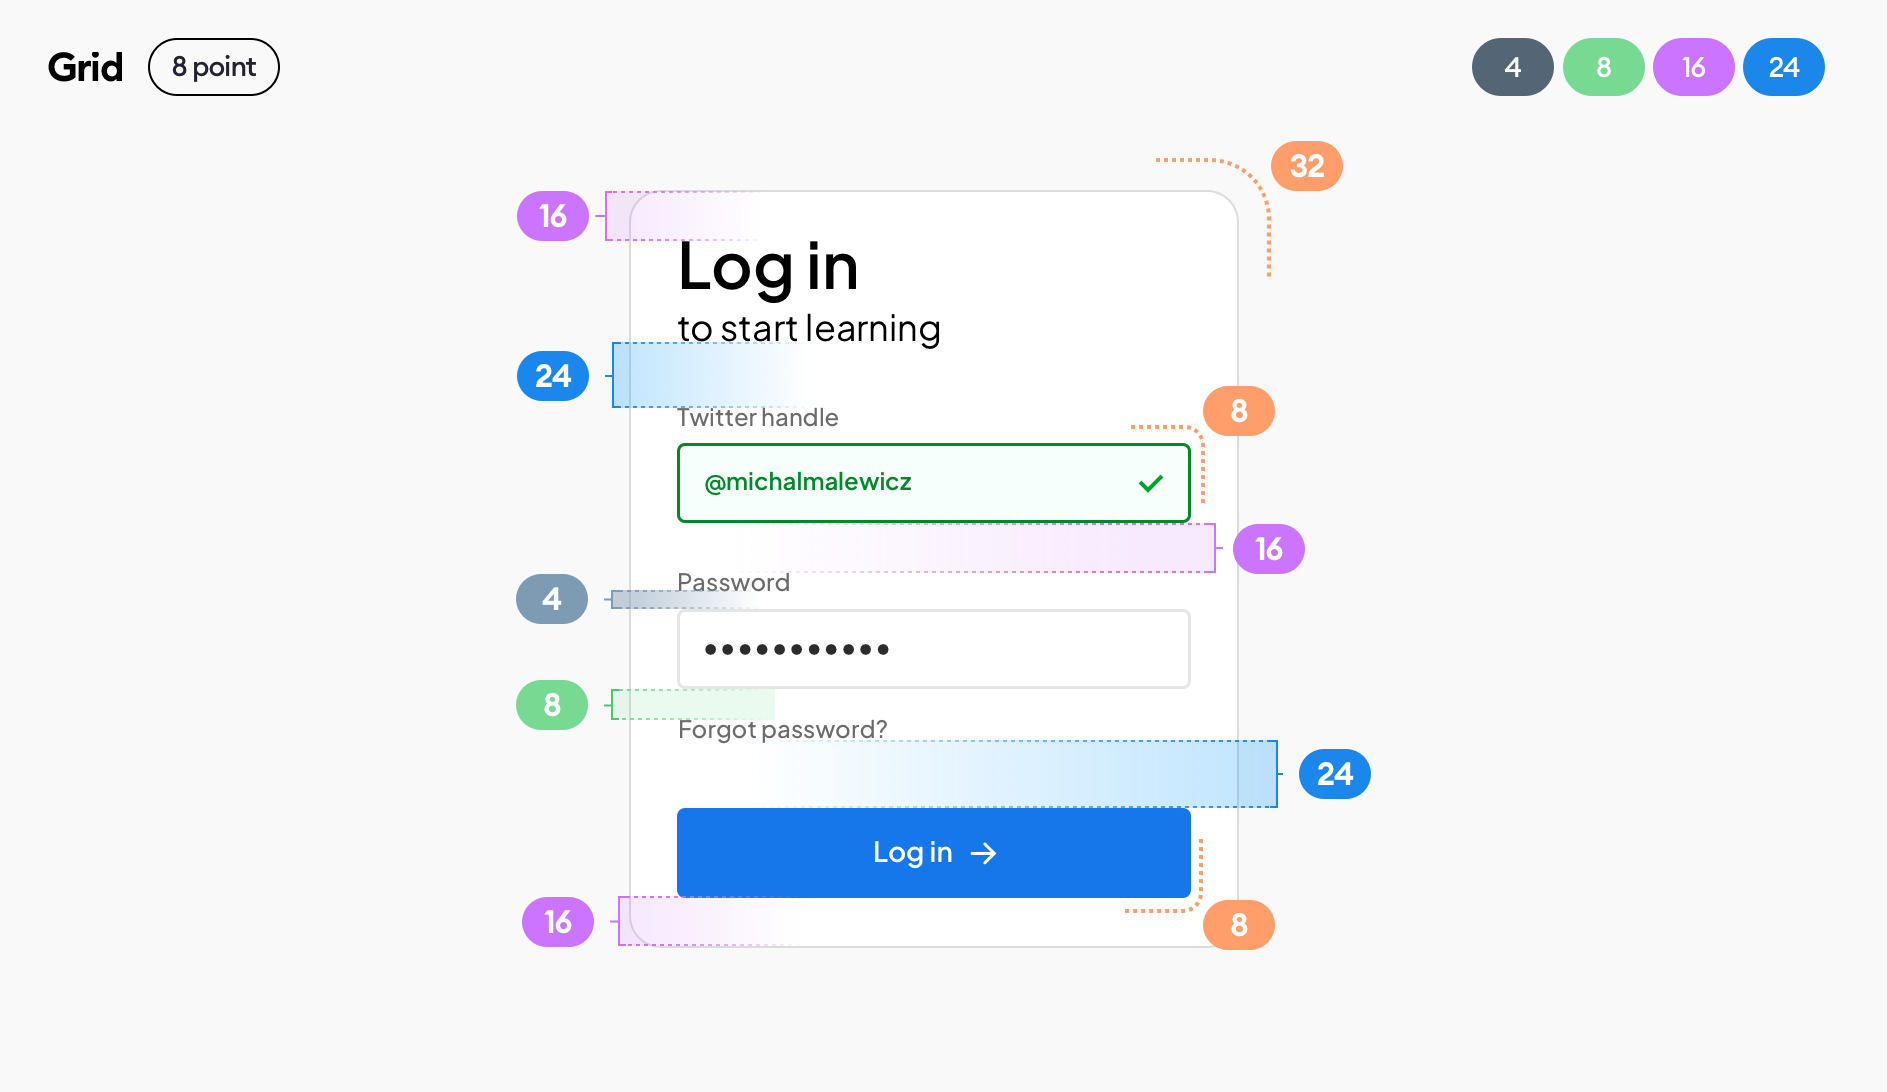 Grid 8 point 4 8 16 24
32
16
Log in
to start learning
24
8
Twitter handle
@michalmalewicz
16
Password
4
•••••••••••
8
Forgot password?
24
Log in →
16
8